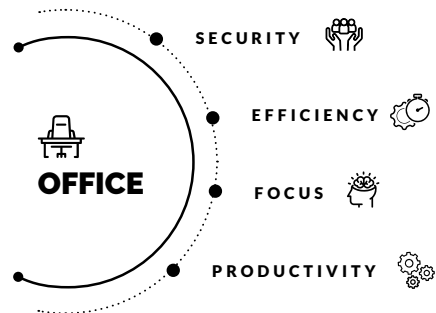 SECURITY
EFFICIENCY
OFFICE
FOCUS
PRODUCTIVITY